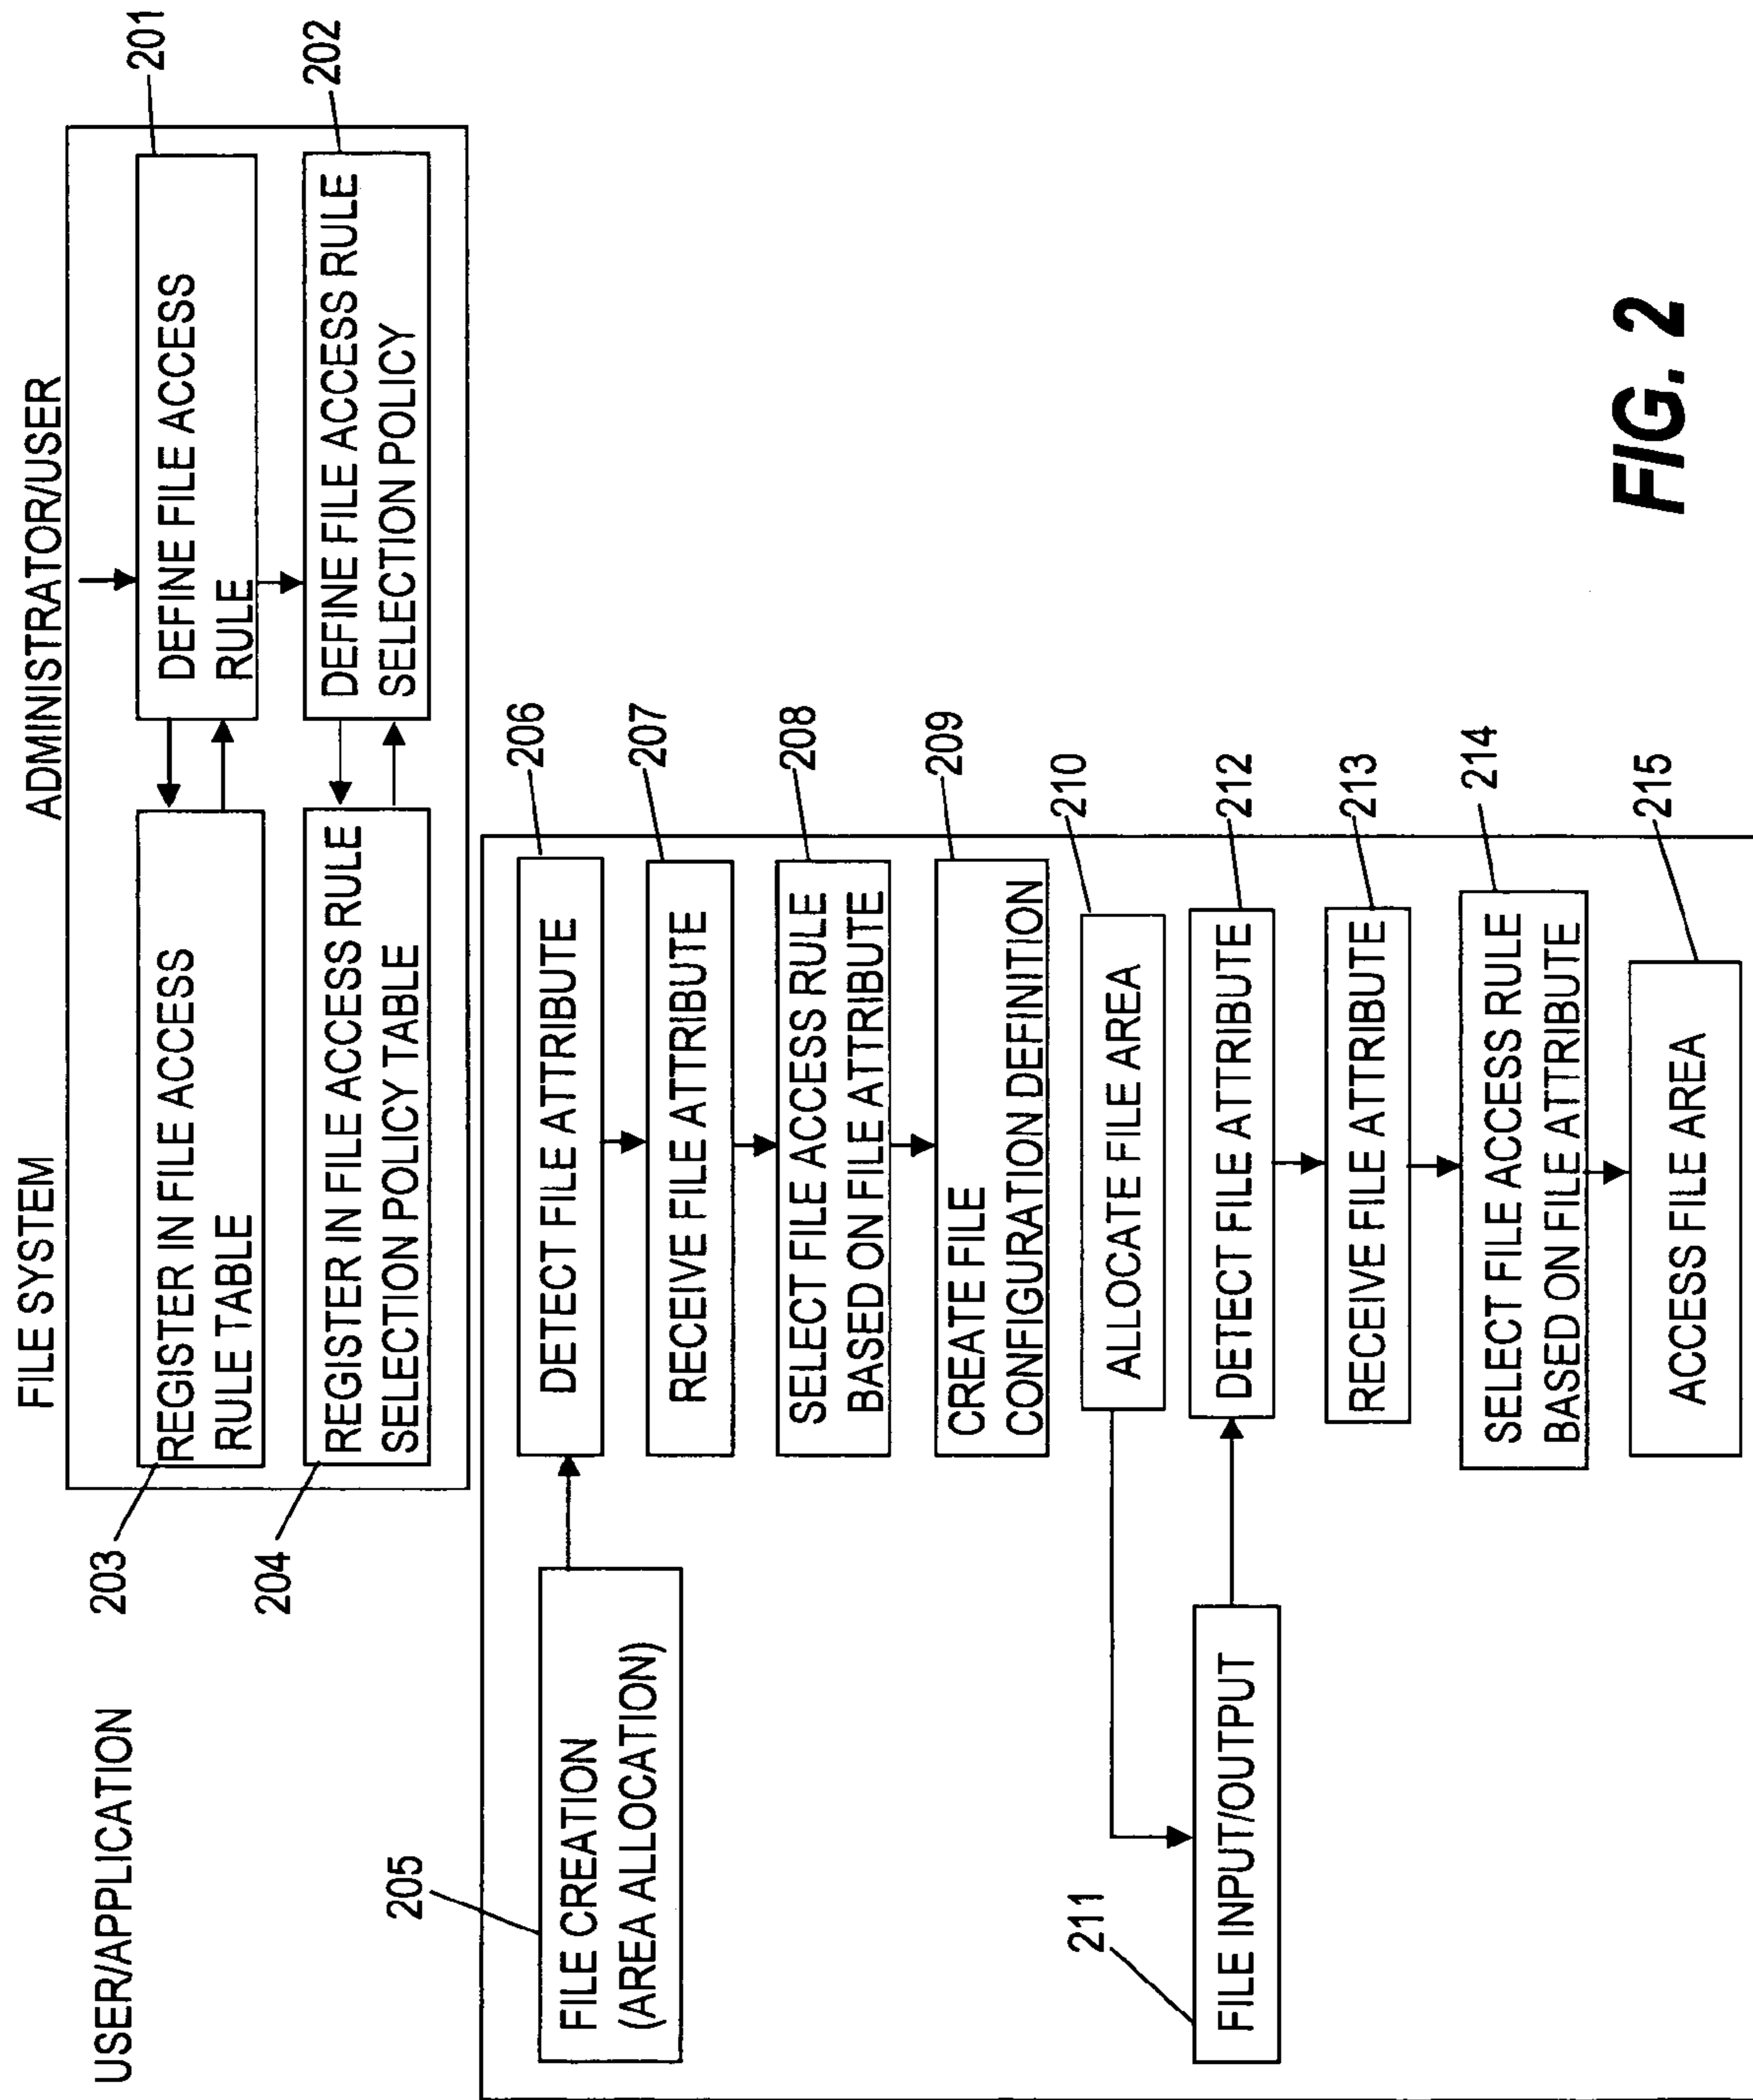 USER/APPLICATION
FILE SYSTEM
ADMINISTRATOR/USER
203
REGISTER IN FILE ACCESS
RULE TABLE
DEFINE FILE ACCESS
RULE
201
204
REGISTER IN FILE ACCESS RULE
SELECTION POLICY TABLE
DEFINE FILE ACCESS RULE
SELECTION POLICY
202
205
FILE CREATION
(AREA ALLOCATION)
DETECT FILE ATTRIBUTE
206
RECEIVE FILE ATTRIBUTE
207
SELECT FILE ACCESS RULE
BASED ON FILE ATTRIBUTE
208
CREATE FILE
CONFIGURATION DEFINITION
209
ALLOCATE FILE AREA
210
211
FILE INPUT/OUTPUT
DETECT FILE ATTRIBUTE
212
RECEIVE FILE ATTRIBUTE
213
SELECT FILE ACCESS RULE
BASED ON FILE ATTRIBUTE
214
ACCESS FILE AREA
215
FIG. 2